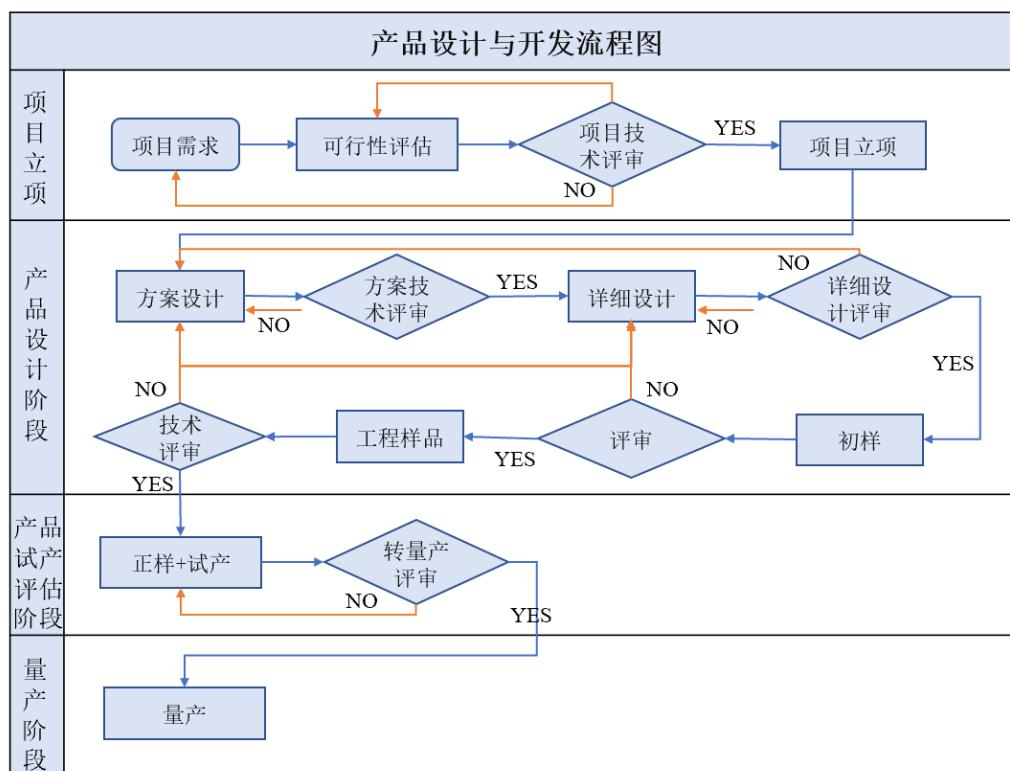 产品设计与开发流程图
项
目
立
项
项目需求
可行性评估
项目技
术评审
YES
项目立项
NO
产
品
设
计
阶
段
方案设计
方案技
术评审
YES
详细设计
NO
详细设
计评审
NO
NO
YES
NO
NO
技术
评审
工程样品
评审
初样
YES
YES
产品
试产
评估
阶段
正样+试产
转量产
评审
NO
YES
量
产
阶
段
量产